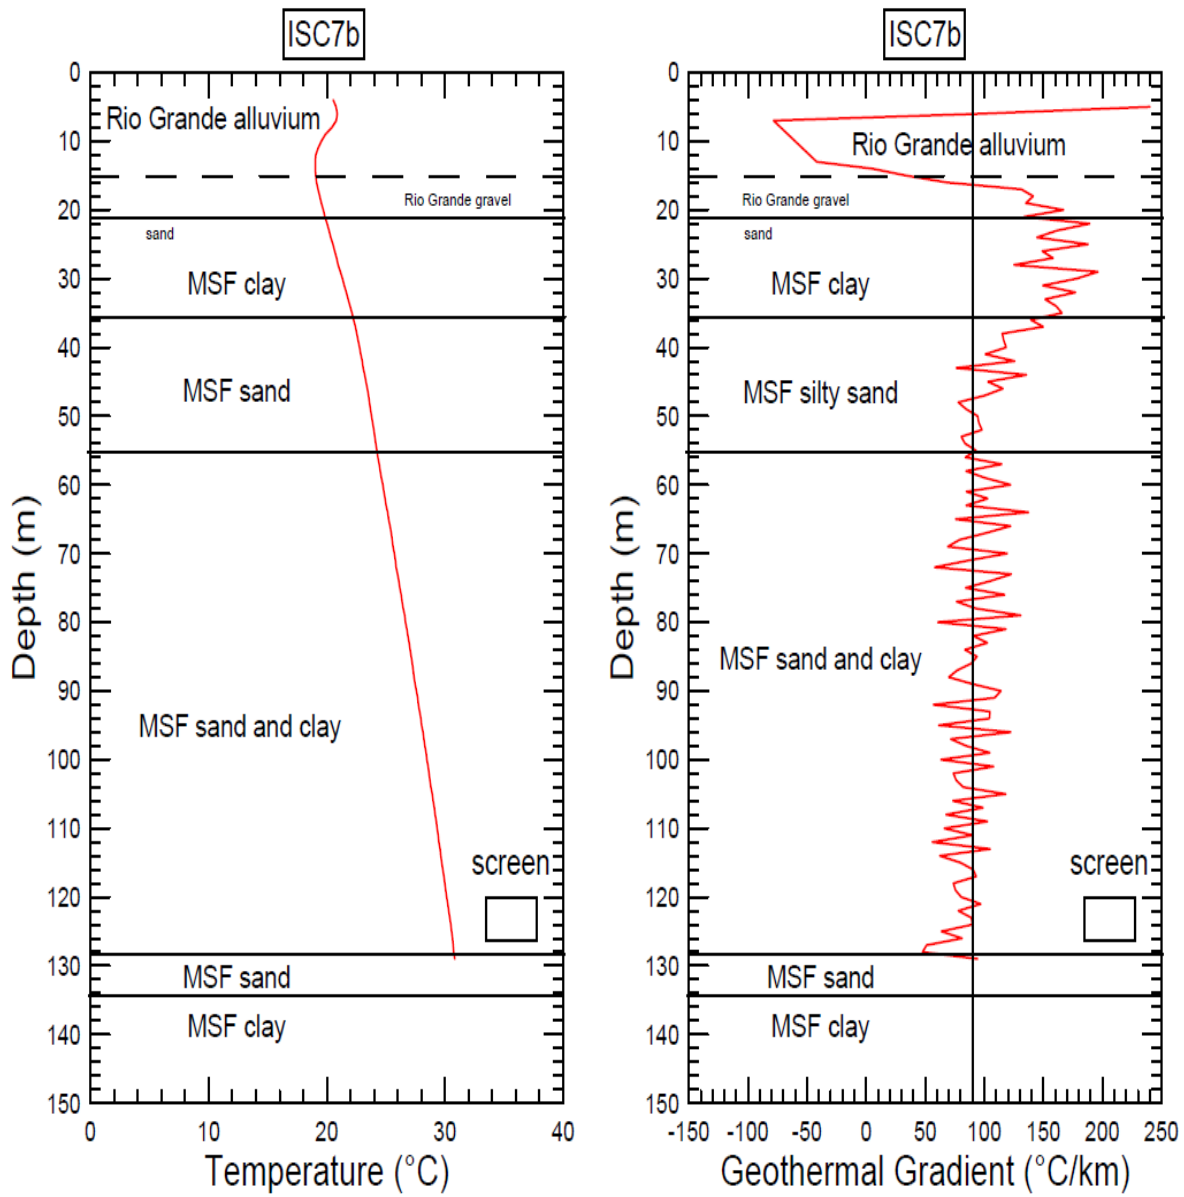 ISC7b
0
10
20
30
40
50
60
70
80
90
100
110
120
130
140
150
Depth (m)
Rio Grande alluvium
Rio Grande gravel
sand
MSF clay
MSF sand
MSF sand and clay
screen
MSF sand
MSF clay
0 10 20 30 40
Temperature (°C)
ISC7b
0
10
20
30
40
50
60
70
80
90
100
110
120
130
140
150
Depth (m)
Rio Grande alluvium
Rio Grande gravel
sand
MSF clay
MSF silty sand
MSF sand and clay
screen
MSF sand
MSF clay
-150 -100 -50 0 50 100 150 200 250
Geothermal Gradient (°C/km)